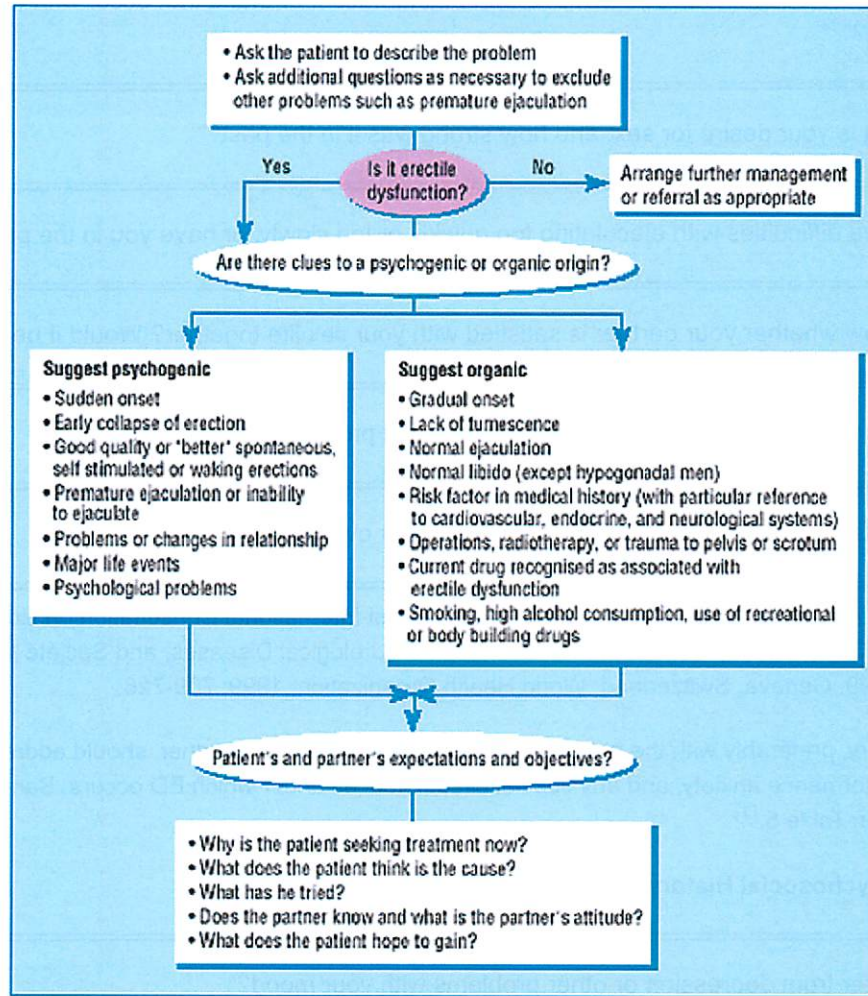 • Ask the patient to describe the problem
• Ask additional questions as necessary to exclude
other problems such as premature ejaculation
Yes
Is it erectile
dysfunction?
No
Arrange further management
or referral as appropriate
Are there clues to a psychogenic or organic origin?
Suggest psychogenic
• Sudden onset
• Early collapse of erection
• Good quality or 'better' spontaneous,
self stimulated or waking erections
• Premature ejaculation or inability
to ejaculate
• Problems or changes in relationship
• Major life events
• Psychological problems
Suggest organic
• Gradual onset
• Lack of tumescence
• Normal ejaculation
• Normal libido (except hypogonadal men)
• Risk factor in medical history (with particular reference
to cardiovascular, endocrine, and neurological systems)
• Operations, radiotherapy, or trauma to pelvis or scrotum
• Current drug recognised as associated with
erectile dysfunction
• Smoking, high alcohol consumption, use of recreational
or body building drugs
Patient's and partner's expectations and objectives?
• Why is the patient seeking treatment now?
• What does the patient think is the cause?
• What has he tried?
• Does the partner know and what is the partner's attitude?
• What does the patient hope to gain?